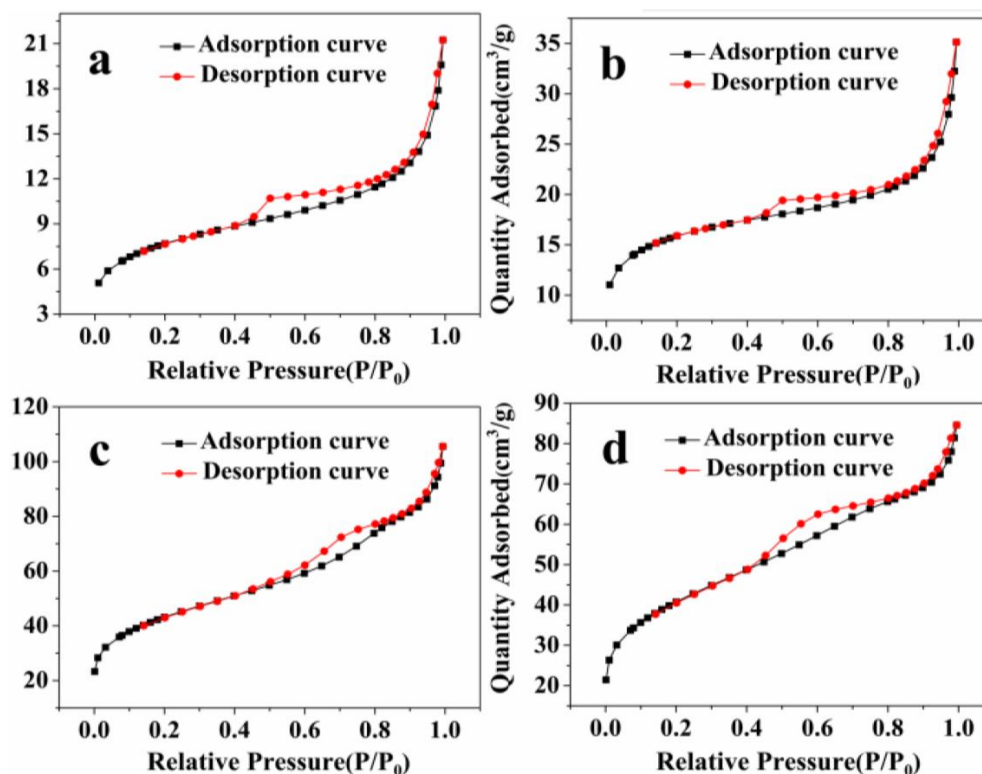 a
Adsorption curve
Desorption curve
21
18
15
12
9
6
3
0.0 0.2 0.4 0.6 0.8 1.0
Relative Pressure(P/P0)
b
Adsorption curve
Desorption curve
Quantity Adsorbed(cm3/g)
35
30
25
20
15
10
0.0 0.2 0.4 0.6 0.8 1.0
Relative Pressure(P/P0)
c
Adsorption curve
Desorption curve
120
100
80
60
40
20
0.0 0.2 0.4 0.6 0.8 1.0
Relative Pressure(P/P0)
d
Adsorption curve
Desorption curve
Quantity Adsorbed(cm3/g)
90
80
70
60
50
40
30
20
0.0 0.2 0.4 0.6 0.8 1.0
Relative Pressure(P/P0)